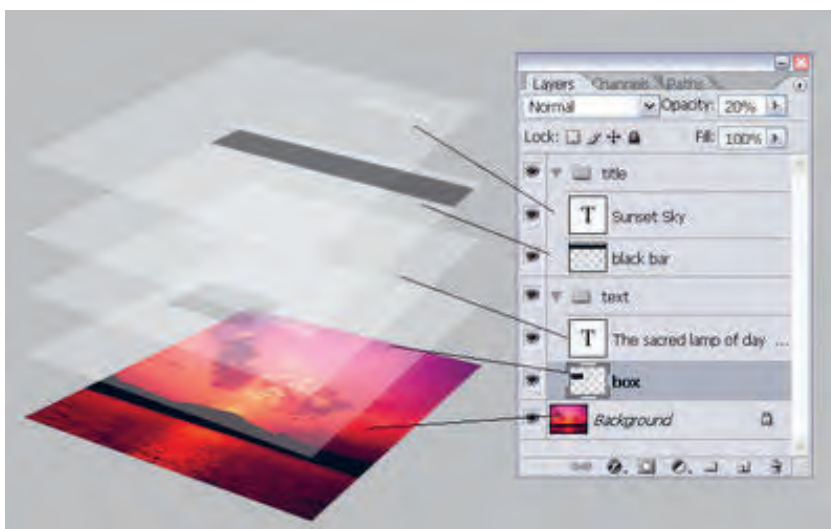 Layers Channels Paths
Normal Opacity: 20%
Lock: Fill: 100%
title
T Sunset Sky
black bar
text
T The sacred lamp of day ...
box
Background